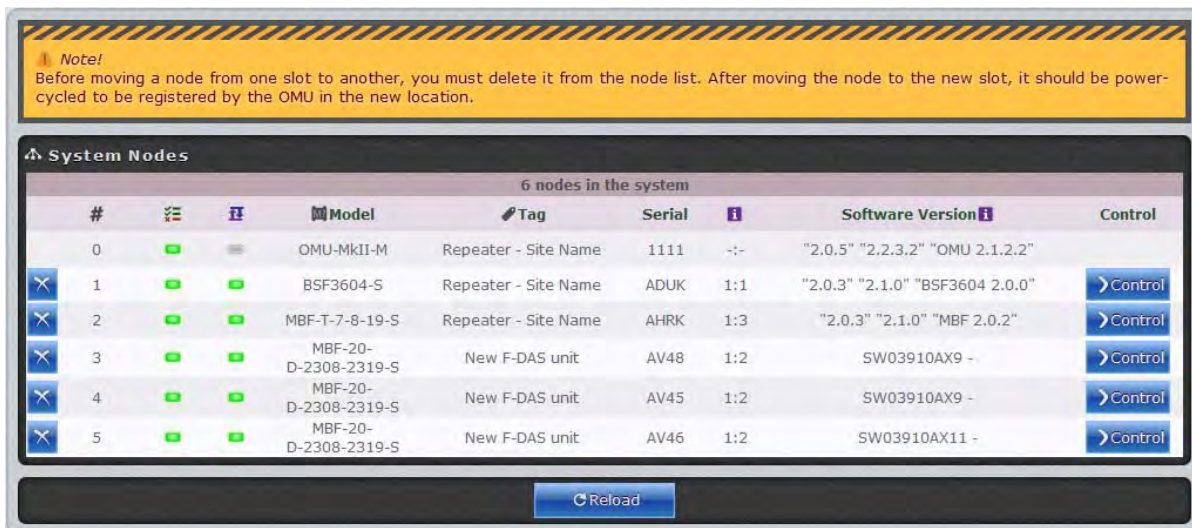 Note!
Before moving a node from one slot to another, you must delete it from the node list. After moving the node to the new slot, it should be power-
cycled to be registered by the OMU in the new location.
System Nodes
6 nodes in the system
# Model Tag Serial Software Version Control
0 OMU-MkII-M Repeater - Site Name 1111 -:- "2.0.5" "2.2.3.2" "OMU 2.1.2.2"
1 BSF3604-S Repeater - Site Name ADUK 1:1 "2.0.3" "2.1.0" "BSF3604 2.0.0" Control
2 MBF-T-7-8-19-S Repeater - Site Name AHRK 1:3 "2.0.3" "2.1.0" "MBF 2.0.2" Control
MBF-20-
3 D-2308-2319-S New F-DAS unit AV48 1:2 SW03910AX9 - Control
MBF-20-
4 D-2308-2319-S New F-DAS unit AV45 1:2 SW03910AX9 - Control
MBF-20-
5 D-2308-2319-S New F-DAS unit AV46 1:2 SW03910AX11 - Control
Reload